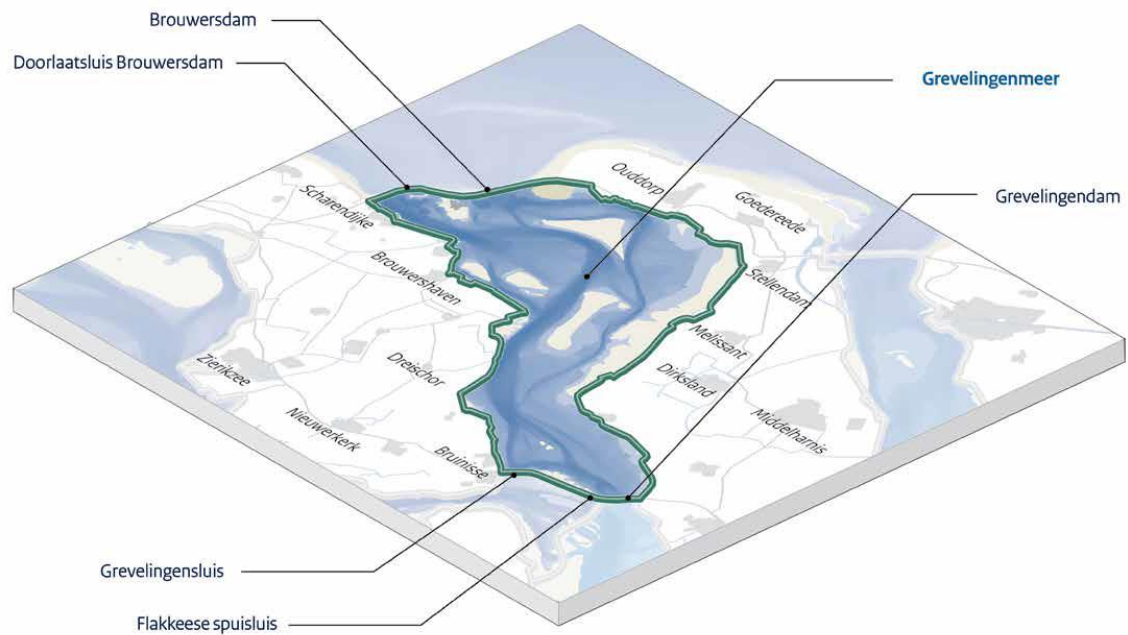 Brouwersdam
Doorlaatsluis Brouwersdam
Grevelingenmeer
Grevelingendam
Ouddorp
Goedereede
Scharendijke
Brouwershaven
Stellendam
Melissant
Dreischor
Dirksland
Zierikzee
Middelharnis
Nieuwerkerk
Bruinisse
Grevelingensluis
Flakkeese spuisluis